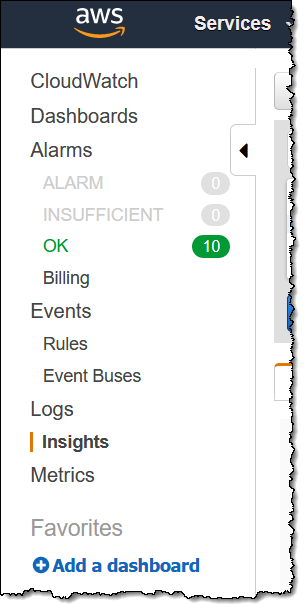 aws
Services
CloudWatch
Dashboards
Alarms
ALARM 0
INSUFFICIENT 0
OK 10
Billing
Events
Rules
Event Buses
Logs
Insights
Metrics
Favorites
Add a dashboard